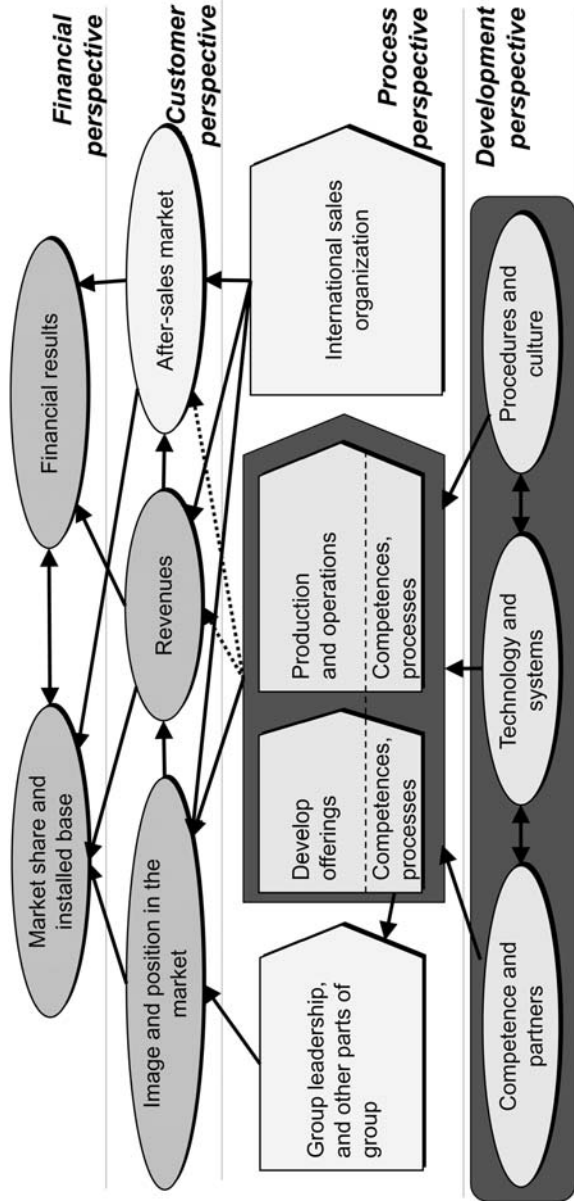 Financial
perspective
Market share and
installed base
Financial results
Customer
perspective
Image and position in the
market
Revenues
After-sales market
Process
perspective
Group leadership,
and other parts of
group
Develop
offerings
Competences,
processes
Production
and operations
Competences,
processes
International sales
organization
Development
perspective
Competence and
partners
Technology and
systems
Procedures and
culture